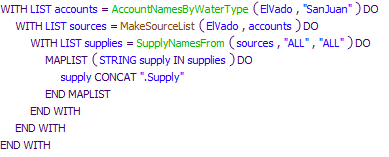 WITH LIST accounts = AccountNamesByWaterType ( ElVado , "SanJuan" ) DO
WITH LIST sources = MakeSourceList ( ElVado , accounts ) DO
WITH LIST supplies = SupplyNamesFrom ( sources , "ALL" , "ALL" ) DO
MAPLIST ( STRING supply IN supplies ) DO
supply CONCAT ".Supply"
END MAPLIST
END WITH
END WITH
END WITH